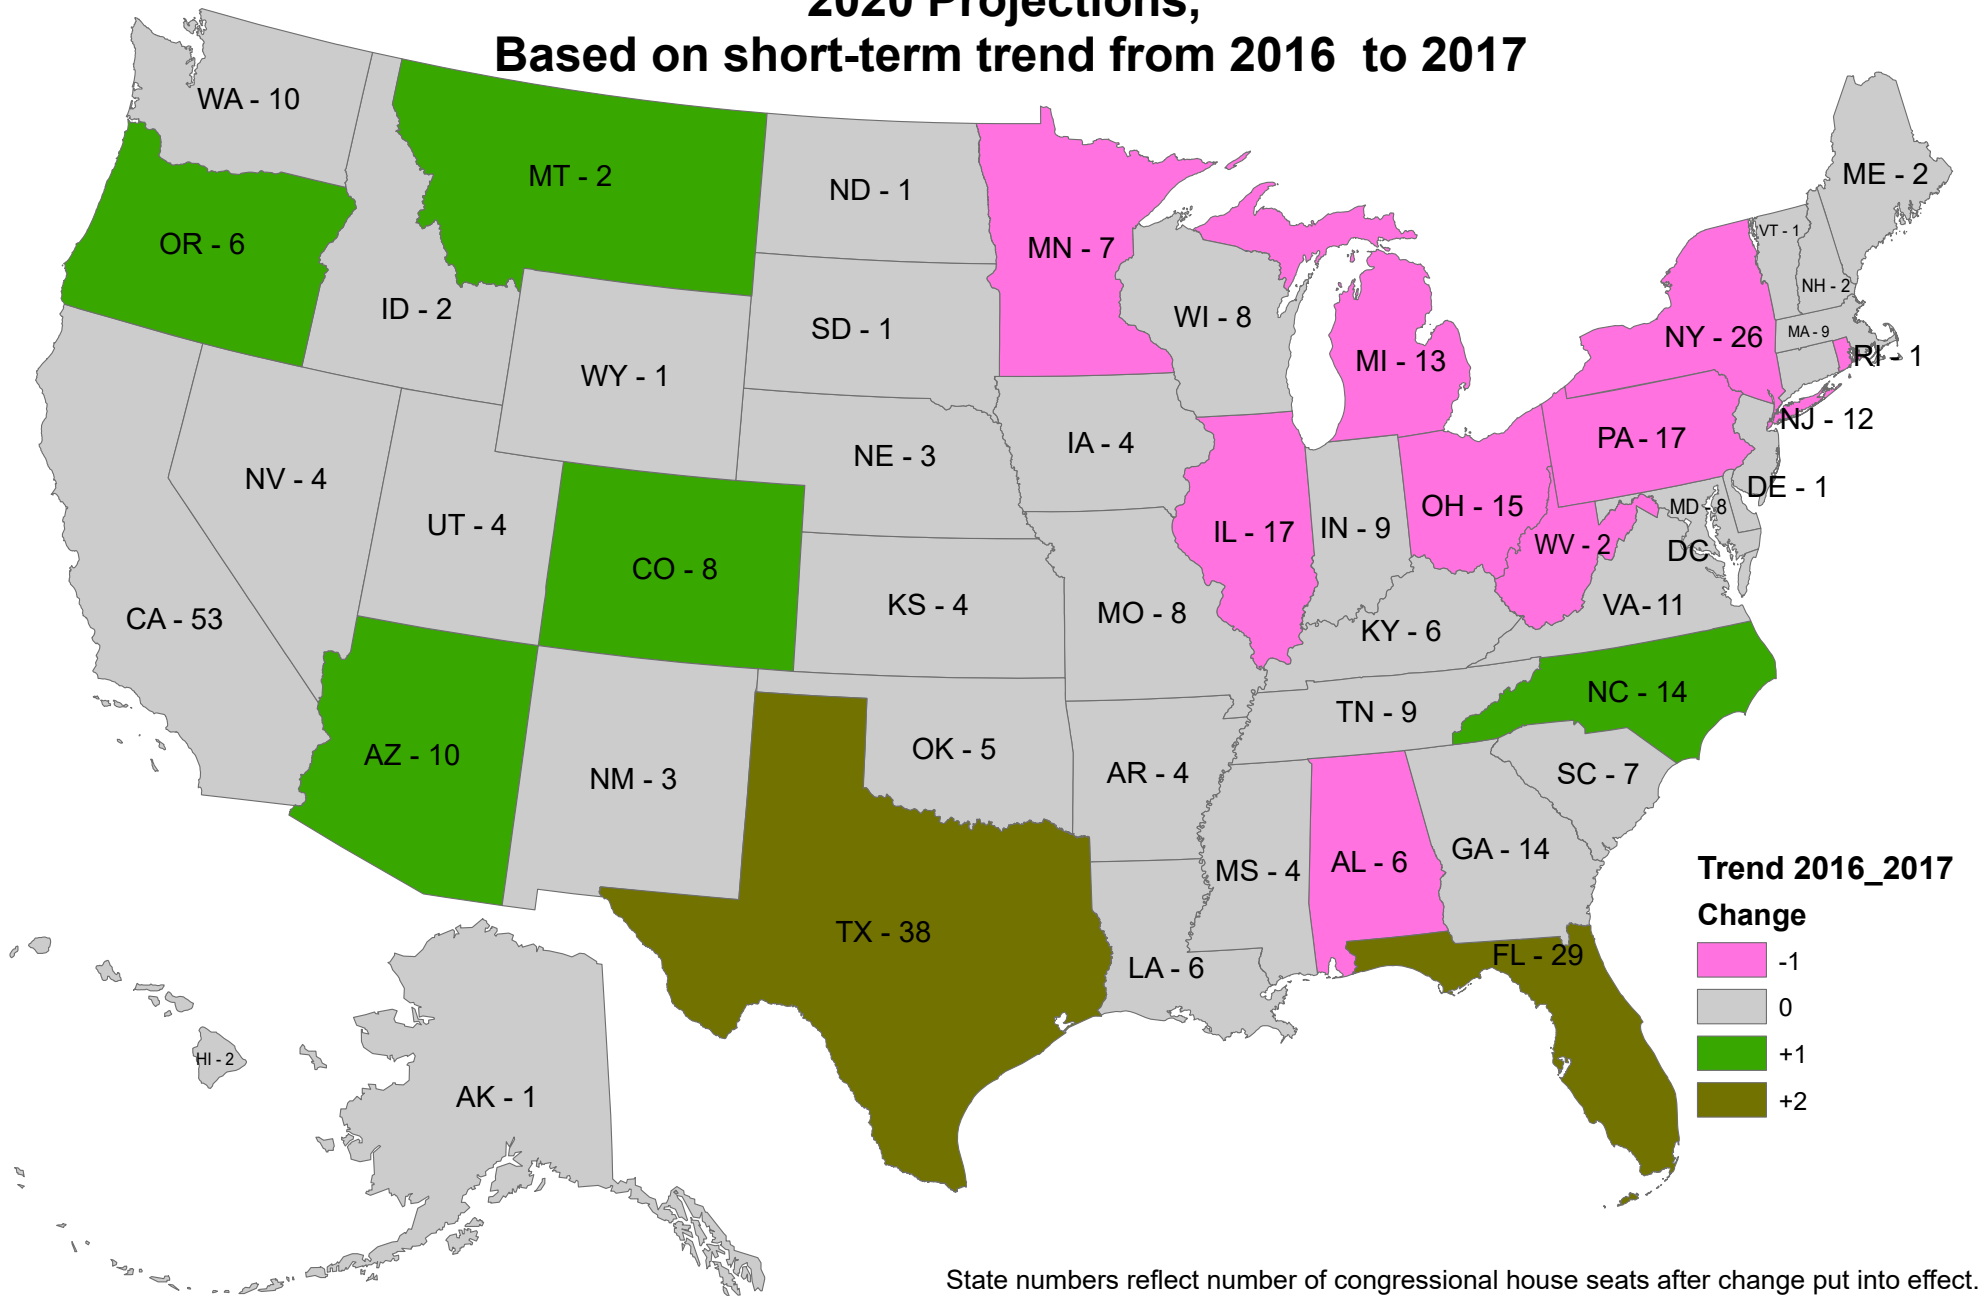 2020 Projections,
Based on short-term trend from 2016  to 2017
WA - 10
MT - 2
ND - 1
MN - 7
ME - 2
OR - 6
VT - 1
ID - 2
SD - 1
WI - 8
NH - 2
WY - 1
MI - 13
NY - 26
MA - 9
RI - 1
NV - 4
NE - 3
IA - 4
PA - 17
NJ - 12
UT - 4
IL - 17
IN - 9
OH - 15
DE - 1
MD - 8
WV - 2
DC
CO - 8
CA - 53
KS - 4
MO - 8
KY - 6
VA - 11
NC - 14
TN - 9
AZ - 10
NM - 3
OK - 5
AR - 4
SC - 7
MS - 4
AL - 6
GA - 14
TX - 38
LA - 6
FL - 29
HI - 2
AK - 1
Trend 2016_2017
Change
-1
0
+1
+2
State numbers reflect number of congressional house seats after change put into effect.